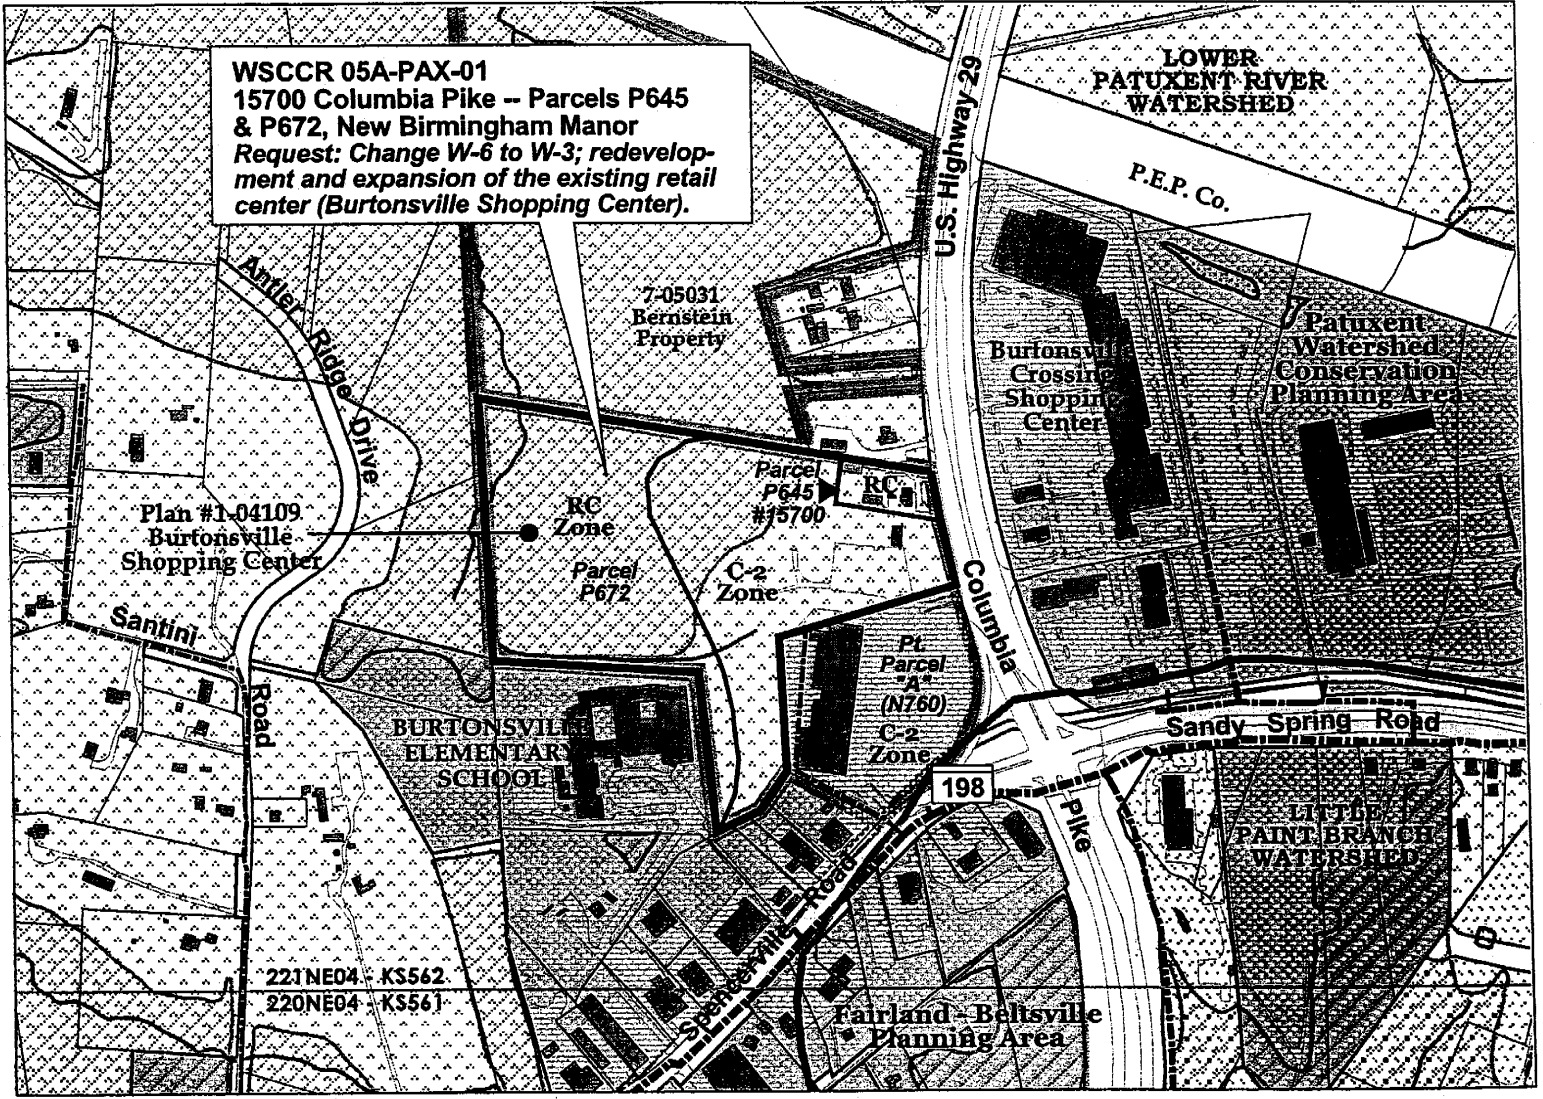 WSCCR 05A-PAX-01
15700 Columbia Pike -- Parcels P645
& P672, New Birmingham Manor
Request: Change W-6 to W-3; redevelop-
ment and expansion of the existing retail
center (Burtonsville Shopping Center).
LOWER
PATUXENT RIVER
WATERSHED
U.S. Highway 29
P.E.P. Co.
Antler Ridge Drive
7-05031
Bernstein
Property
Burtonsville
Crossing
Shopping
Center
Patuxent
Watershed
Conservation
Planning Area
Parcel
P645
#15700
RC
RC
Zone
Plan #1-04109
Burtonsville
Shopping Center
Parcel
P672
C-2
Zone
Columbia
Santini
Road
Pt.
Parcel
"A"
(N760)
C-2
Zone
BURTONSVILLE
ELEMENTARY
SCHOOL
Sandy Spring Road
198
Pike
LITTLE
PAINT BRANCH
WATERSHED
Spencerville Road
221NE04 - KS562
220NE04 - KS561
Fairland - Beltsville
Planning Area
D